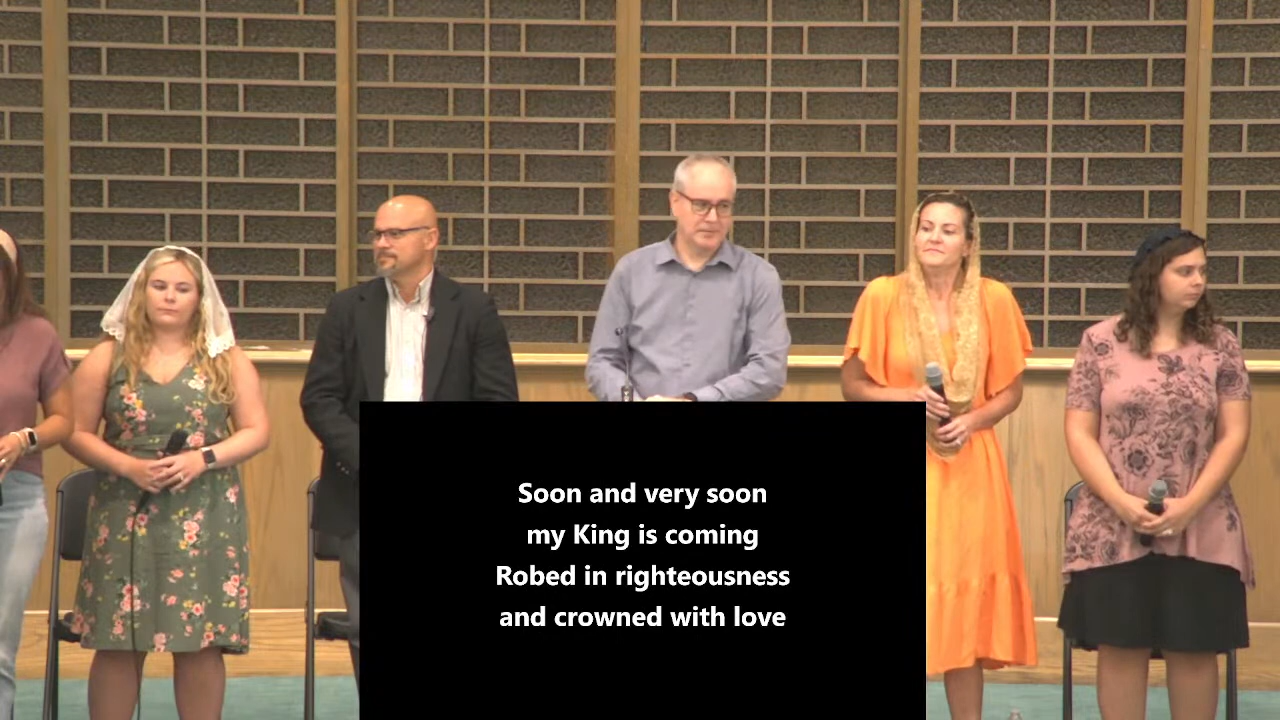 Soon and very soon
my King is coming
Robed in righteousness
and crowned with love